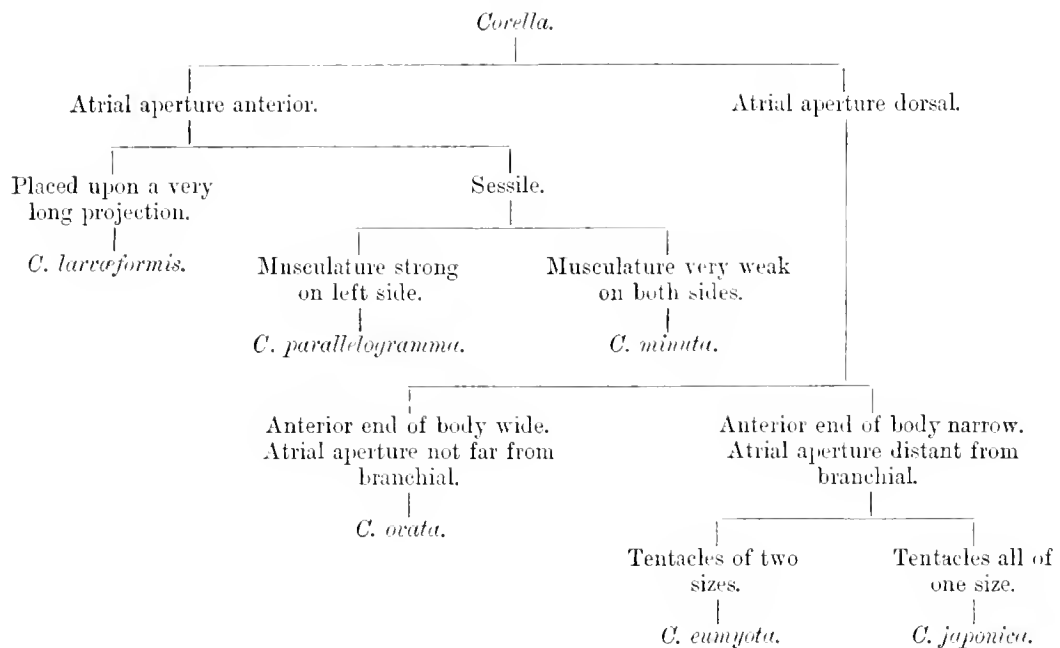 Corella.
Atrial aperture anterior.
Atrial aperture dorsal.
Placed upon a very
long projection.
C. larvæformis.
Sessile.
Musculature strong
on left side.
C. parallelogramma.
Musculature very weak
on both sides.
C. minuta.
Anterior end of body wide.
Atrial aperture not far from
branchial.
C. ovata.
Anterior end of body narrow.
Atrial aperture distant from
branchial.
Tentacles of two
sizes.
C. eumyota.
Tentacles all of
one size.
C. japonica.